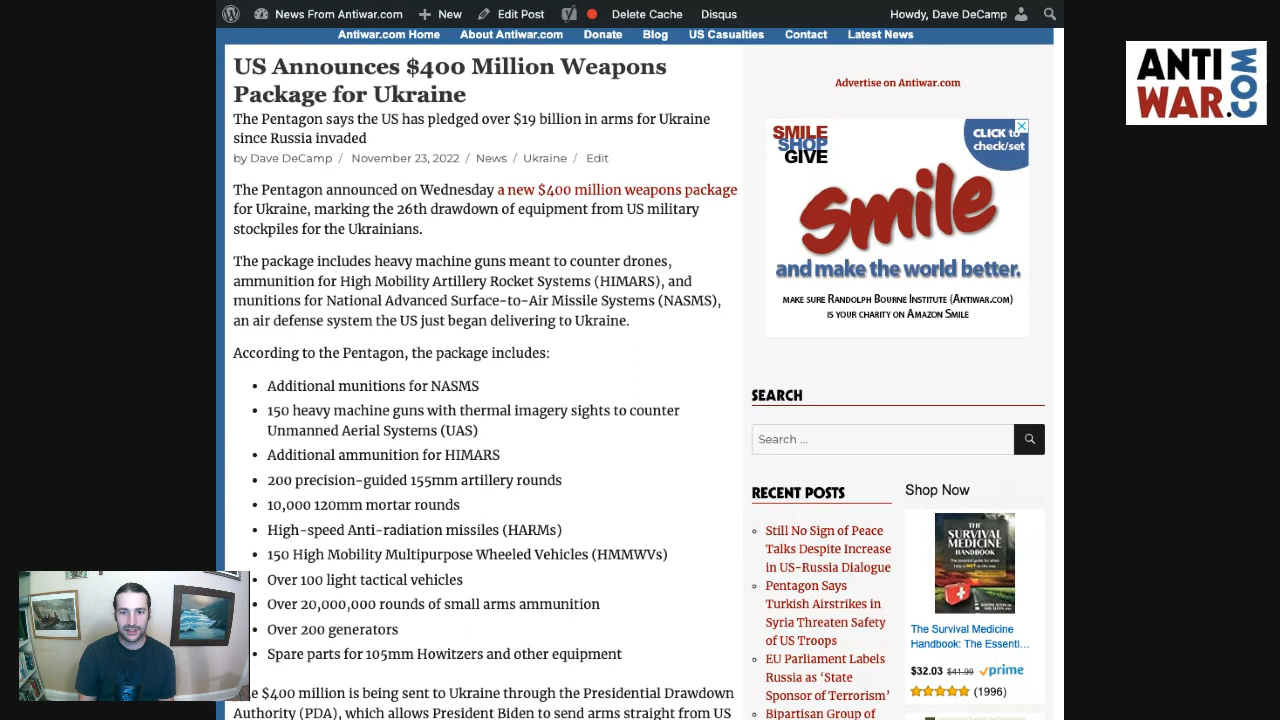 News From Antiwar.com New Edit Post Delete Cache Disqus Howdy, Dave DeCamp
Antiwar.com Home About Antiwar.com Donate Blog US Casualties Contact Latest News
US Announces $400 Million Weapons
Package for Ukraine
The Pentagon says the US has pledged over $19 billion in arms for Ukraine
since Russia invaded
by Dave DeCamp / November 23, 2022 / News / Ukraine / Edit
The Pentagon announced on Wednesday a new $400 million weapons package
for Ukraine, marking the 26th drawdown of equipment from US military
stockpiles for the Ukrainians.
The package includes heavy machine guns meant to counter drones,
ammunition for High Mobility Artillery Rocket Systems (HIMARS), and
munitions for National Advanced Surface-to-Air Missile Systems (NASMS),
an air defense system the US just began delivering to Ukraine.
According to the Pentagon, the package includes:
• Additional munitions for NASMS
• 150 heavy machine guns with thermal imagery sights to counter
Unmanned Aerial Systems (UAS)
• Additional ammunition for HIMARS
• 200 precision-guided 155mm artillery rounds
• 10,000 120mm mortar rounds
• High-speed Anti-radiation missiles (HARMs)
• 150 High Mobility Multipurpose Wheeled Vehicles (HMMWVs)
• Over 100 light tactical vehicles
• Over 20,000,000 rounds of small arms ammunition
• Over 200 generators
• Spare parts for 105mm Howitzers and other equipment
$400 million is being sent to Ukraine through the Presidential Drawdown
Authority (PDA), which allows President Biden to send arms straight from US
Advertise on Antiwar.com
SMILE
SHOP
GIVE
CLICK to
check/set
Smile
and make the world better.
MAKE SURE RANDOLPH BOURNE INSTITUTE (ANTIWAR.COM)
IS YOUR CHARITY ON AMAZON SMILE
SEARCH
Search ...
RECENT POSTS
Still No Sign of Peace
Talks Despite Increase
in US-Russia Dialogue
Pentagon Says
Turkish Airstrikes in
Syria Threaten Safety
of US Troops
EU Parliament Labels
Russia as ‘State
Sponsor of Terrorism’
Bipartisan Group of
Shop Now
THE
SURVIVAL
MEDICINE
HANDBOOK
The Survival Medicine
Handbook: The Essenti...
$32.03 $41.99 prime
(1996)
ANTI
WAR.COM